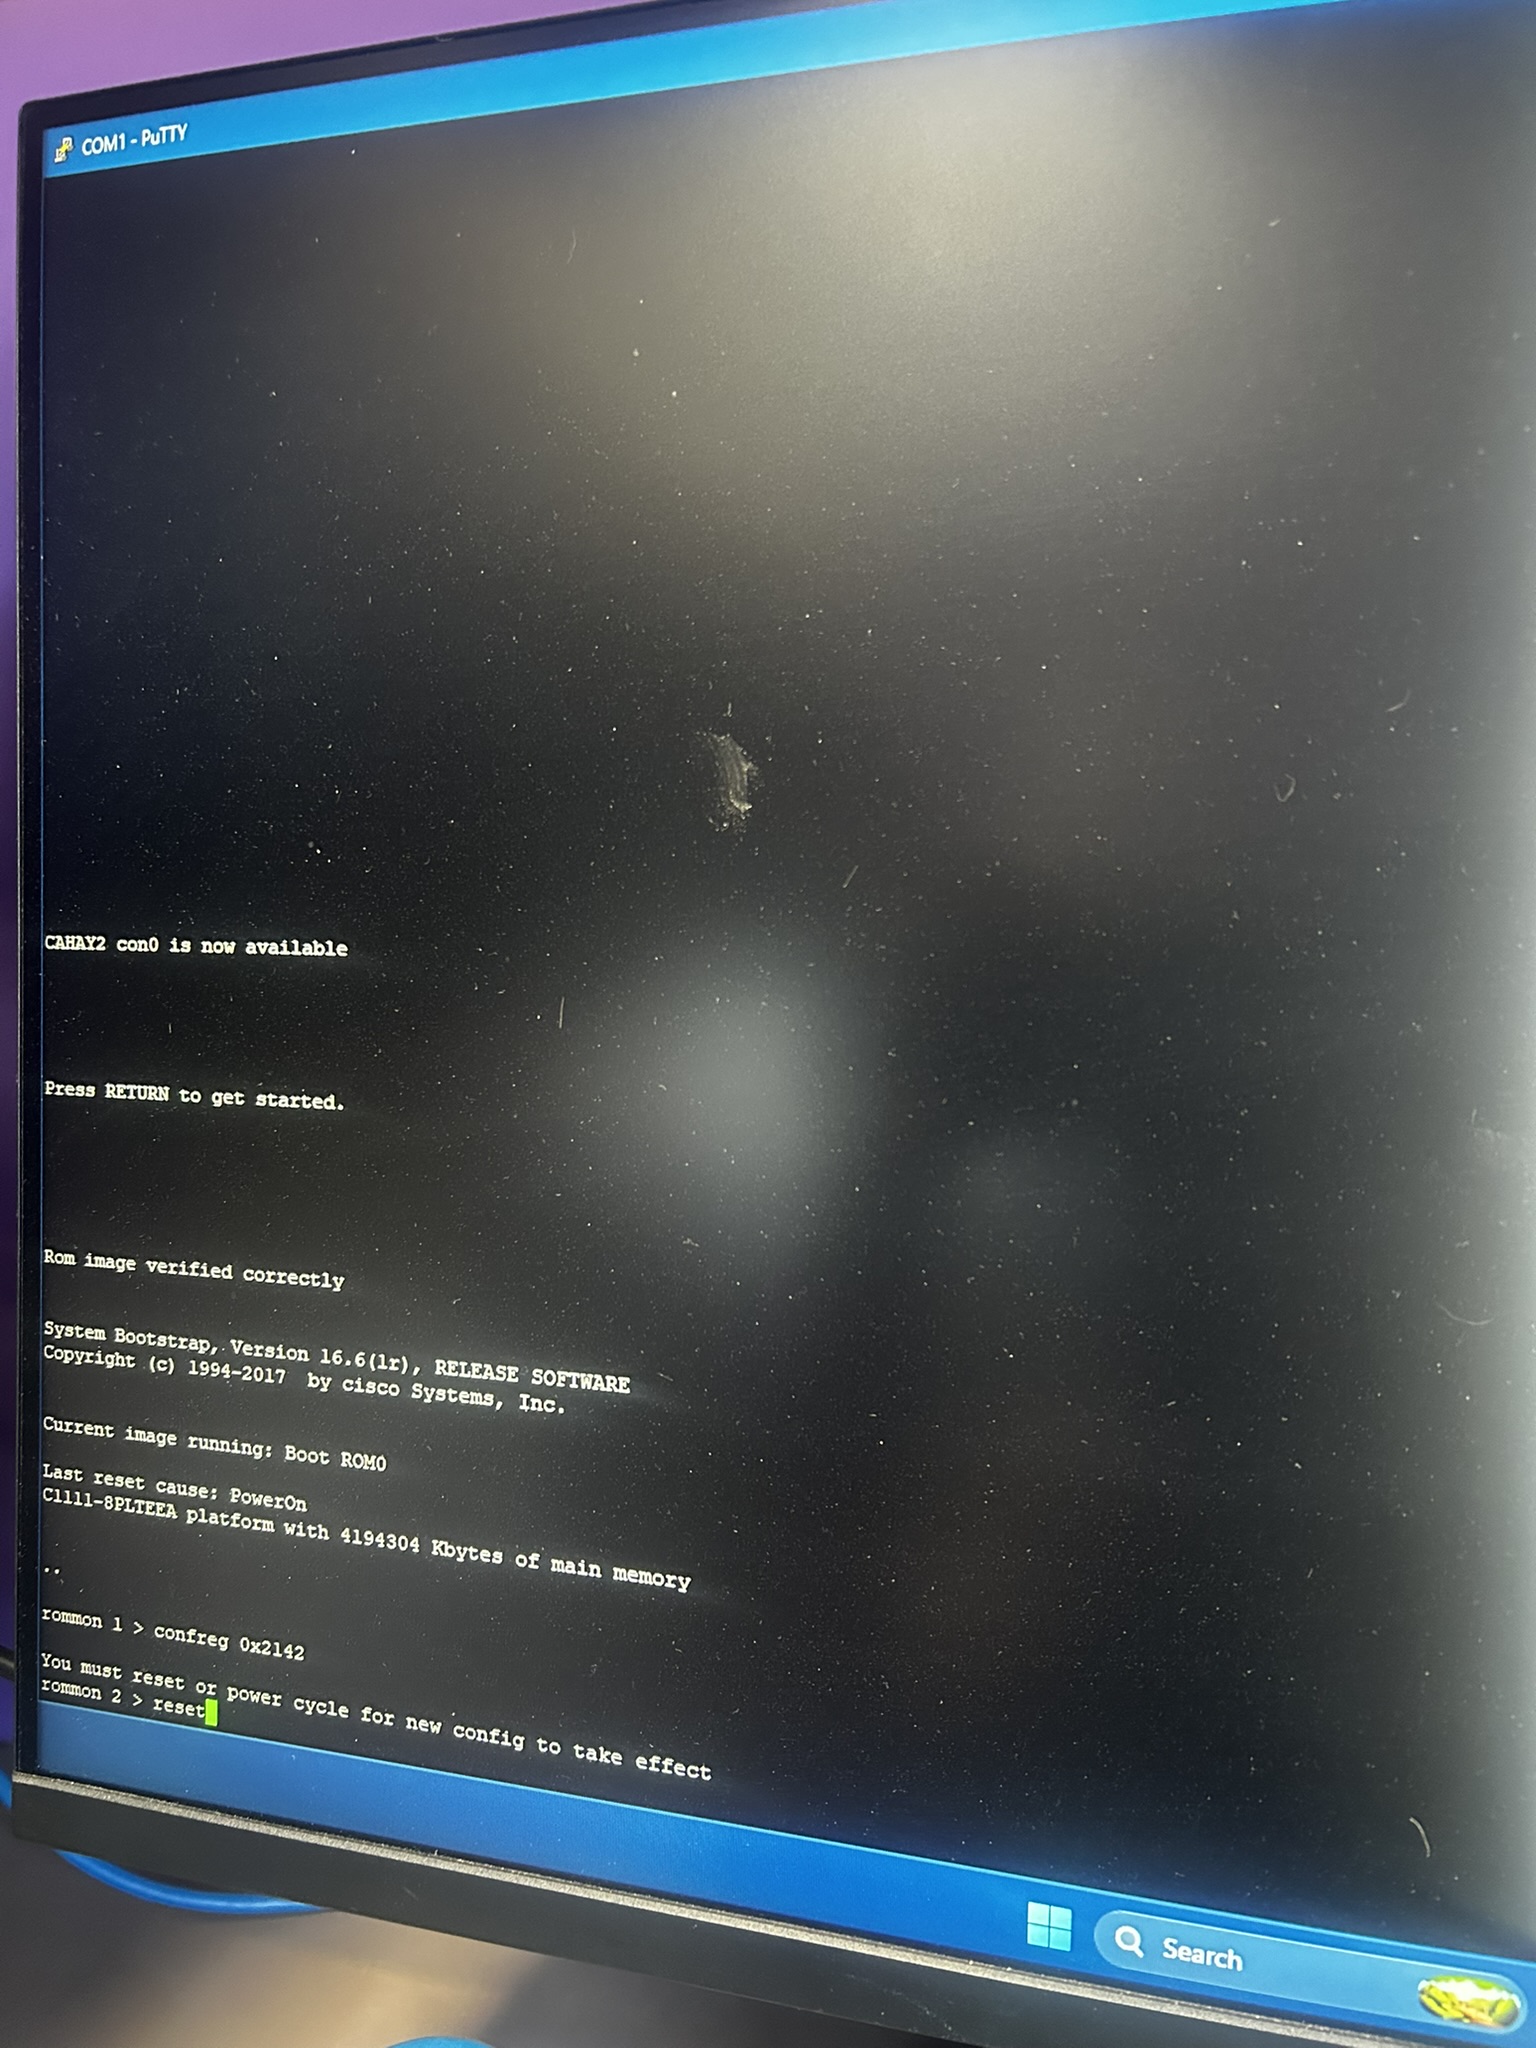 COM1 - PuTTY
CAHAY2 con0 is now available
Press RETURN to get started.
Rom image verified correctly
System Bootstrap, Version 16.6(1r), RELEASE SOFTWARE
Copyright (c) 1994-2017  by cisco Systems, Inc.
Current image running: Boot ROM0
Last reset cause: PowerOn
C1111-8PLTEEA platform with 4194304 Kbytes of main memory
..
rommon 1 > confreg 0x2142
You must reset or power cycle for new config to take effect
rommon 2 > reset
Search